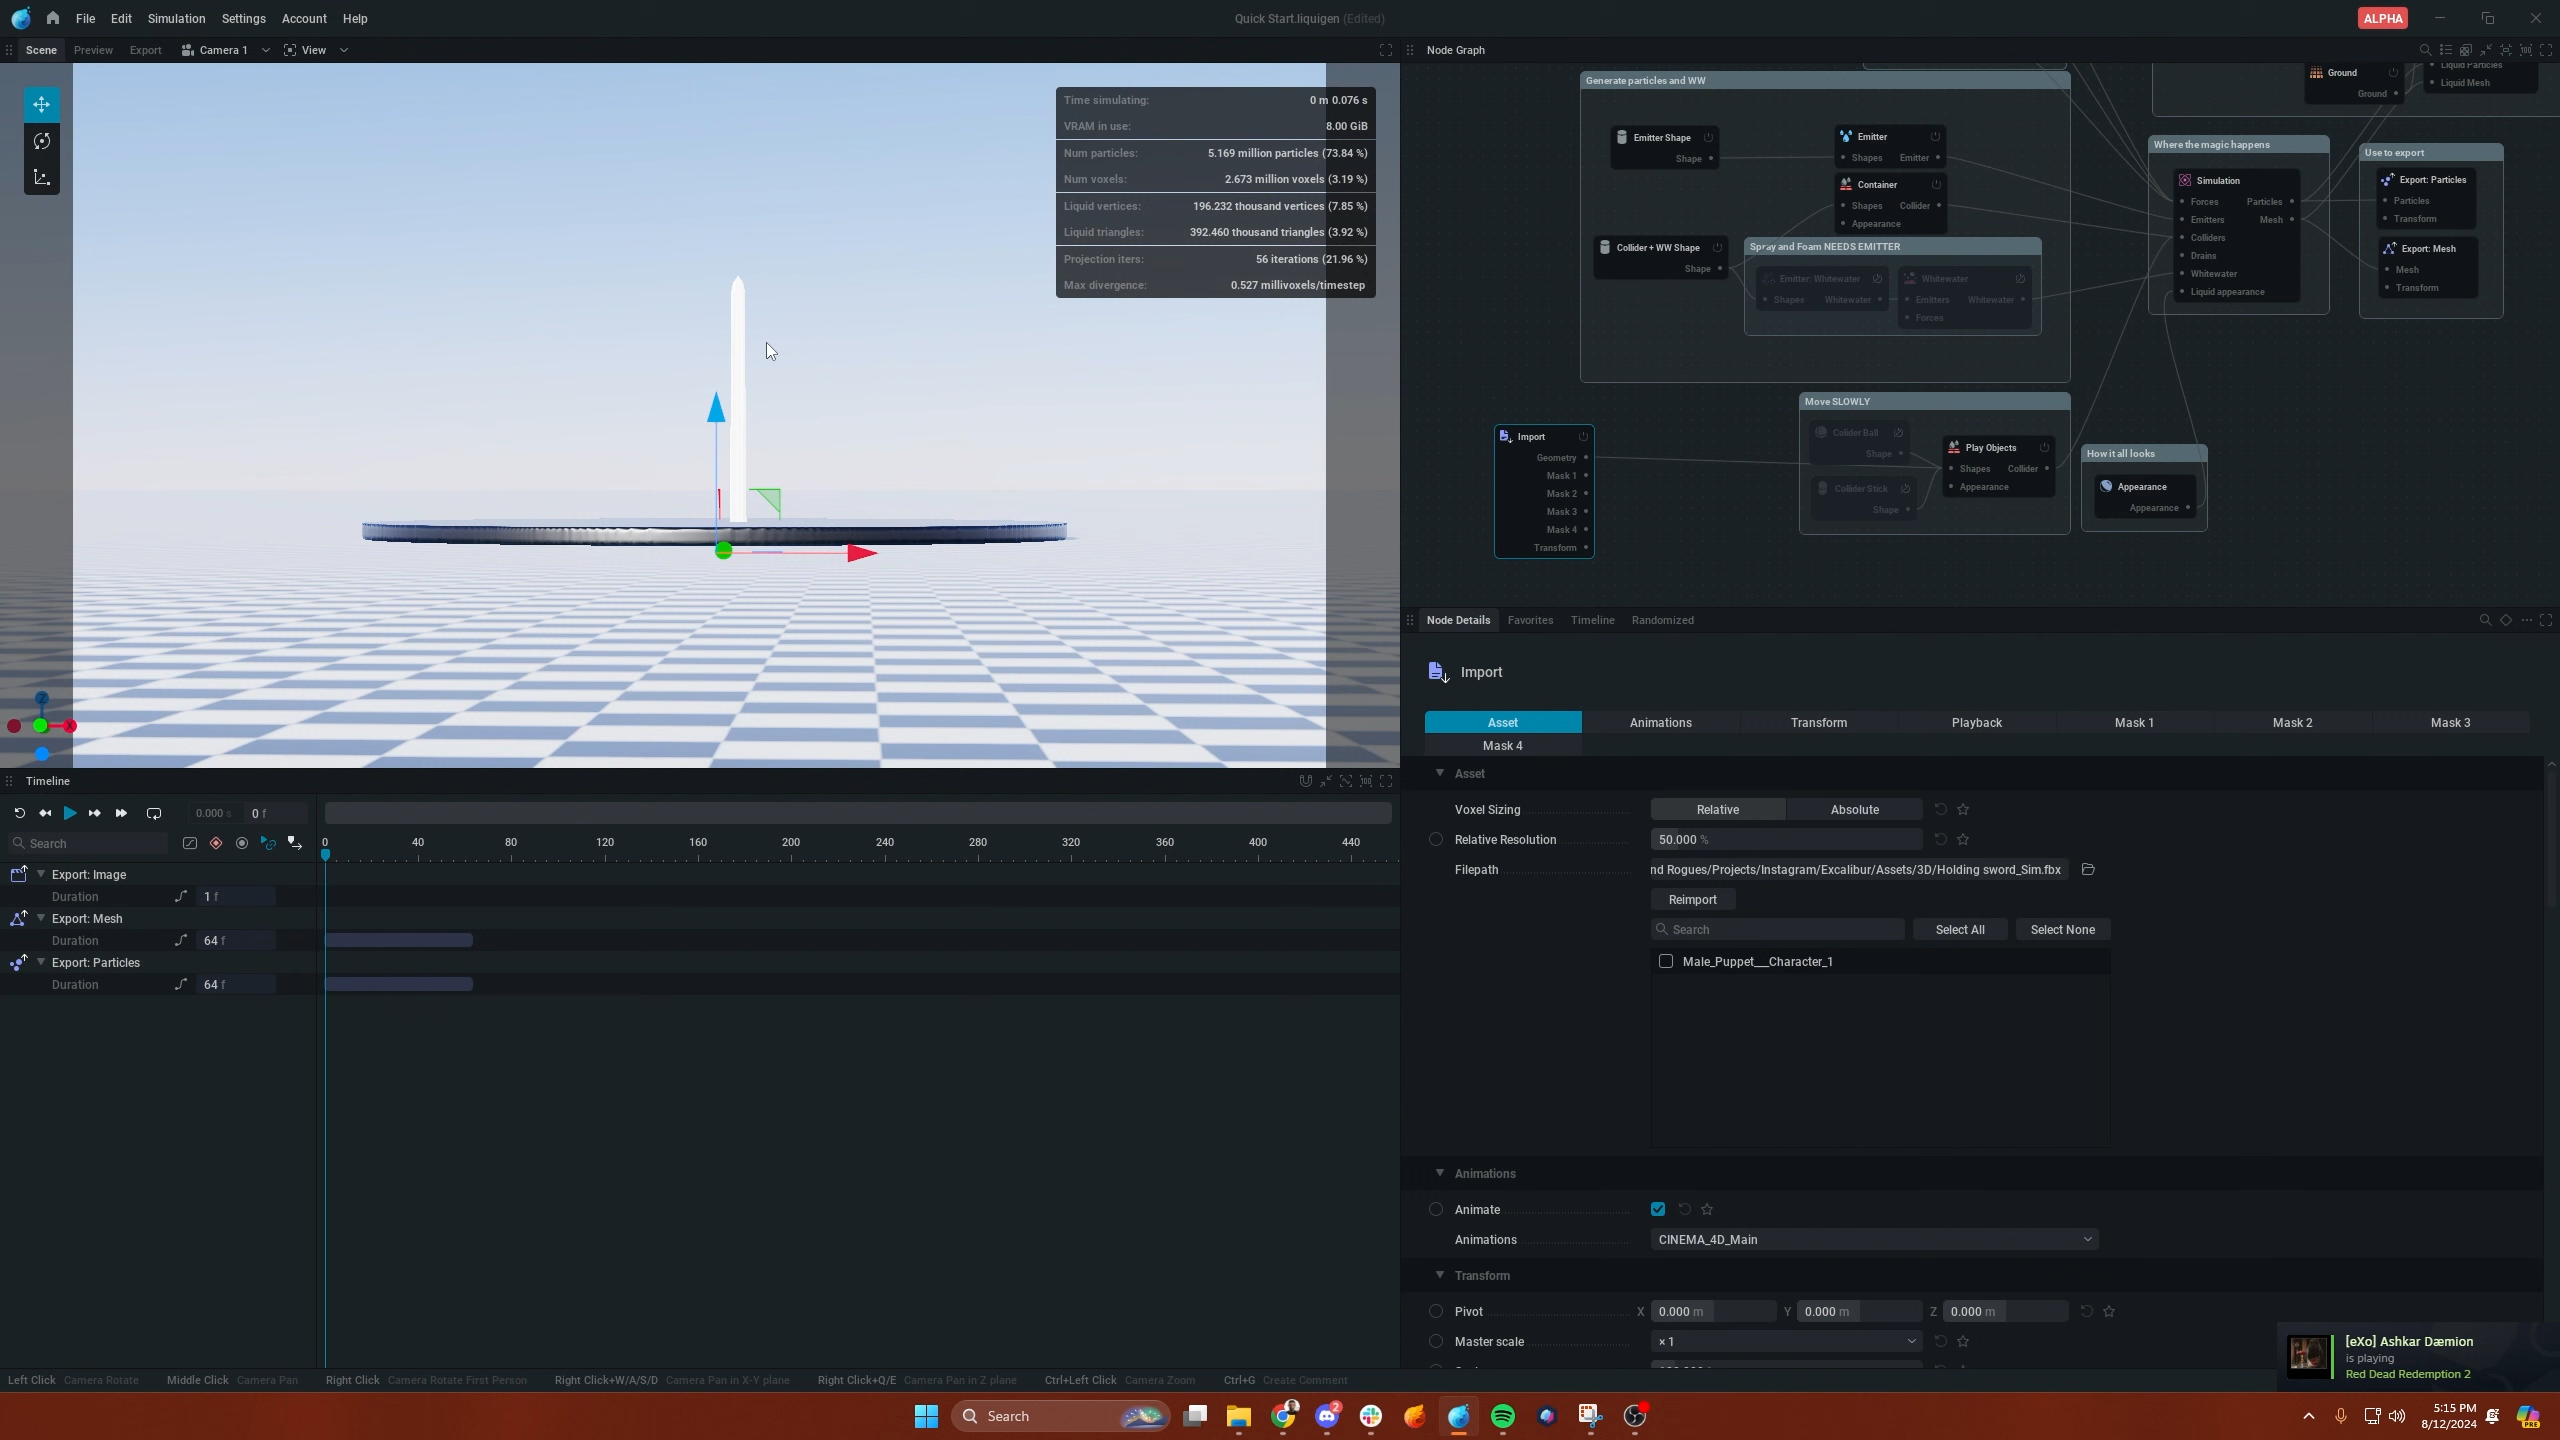 File Edit Simulation Settings Account Help
Quick Start.liquigen (Edited)
ALPHA
Scene Preview Export Camera 1 View
Time simulating: 0 m 0.076 s
VRAM in use: 8.00 GiB
Num particles: 5.169 million particles (73.84 %)
Num voxels: 2.673 million voxels (3.19 %)
Liquid vertices: 196.232 thousand vertices (7.85 %)
Liquid triangles: 392.460 thousand triangles (3.92 %)
Projection iters: 56 iterations (21.96 %)
Max divergence: 0.527 millivoxels/timestep
Z
X
Node Graph
Generate particles and WW
Emitter Shape
Shape
Emitter
Shapes Emitter
Container
Shapes Collider
Appearance
Collider + WW Shape
Shape
Spray and Foam NEEDS EMITTER
Emitter: Whitewater
Shapes Whitewater
Whitewater
Emitters Whitewater
Forces
Ground
Ground
Liquid Particles
Liquid Mesh
Where the magic happens
Simulation
Forces Particles
Emitters Mesh
Colliders
Drains
Whitewater
Liquid appearance
Use to export
Export: Particles
Particles
Transform
Export: Mesh
Mesh
Transform
Import
Geometry
Mask 1
Mask 2
Mask 3
Mask 4
Transform
Move SLOWLY
Colider Ball
Shape
Collider Stick
Shape
Play Objects
Shapes Collider
Appearance
How it all looks
Appearance
Appearance
Node Details Favorites Timeline Randomized
Import
Asset Animations Transform Playback Mask 1 Mask 2 Mask 3
Mask 4
Asset
Voxel Sizing Relative Absolute
Relative Resolution 50.000 %
Filepath nd Rogues/Projects/Instagram/Excalibur/Assets/3D/Holding sword_Sim.fbx
Reimport
Search Select All Select None
Male_Puppet___Character_1
Animations
Animate
Animations CINEMA_4D_Main
Transform
Pivot X 0.000 m Y 0.000 m Z 0.000 m
Master scale × 1
Timeline
0.000 s 0 f
Search
0 40 80 120 160 200 240 280 320 360 400 440
Export: Image
Duration 1 f
Export: Mesh
Duration 64 f
Export: Particles
Duration 64 f
[eXo] Ashkar Dæmion
is playing
Red Dead Redemption 2
Left Click Camera Rotate Middle Click Camera Pan Right Click Camera Rotate First Person Right Click+W/A/S/D Camera Pan in X-Y plane Right Click+Q/E Camera Pan in Z plane Ctrl+Left Click Camera Zoom Ctrl+G Create Comment
Search
2
5:15 PM
8/12/2024
PRE